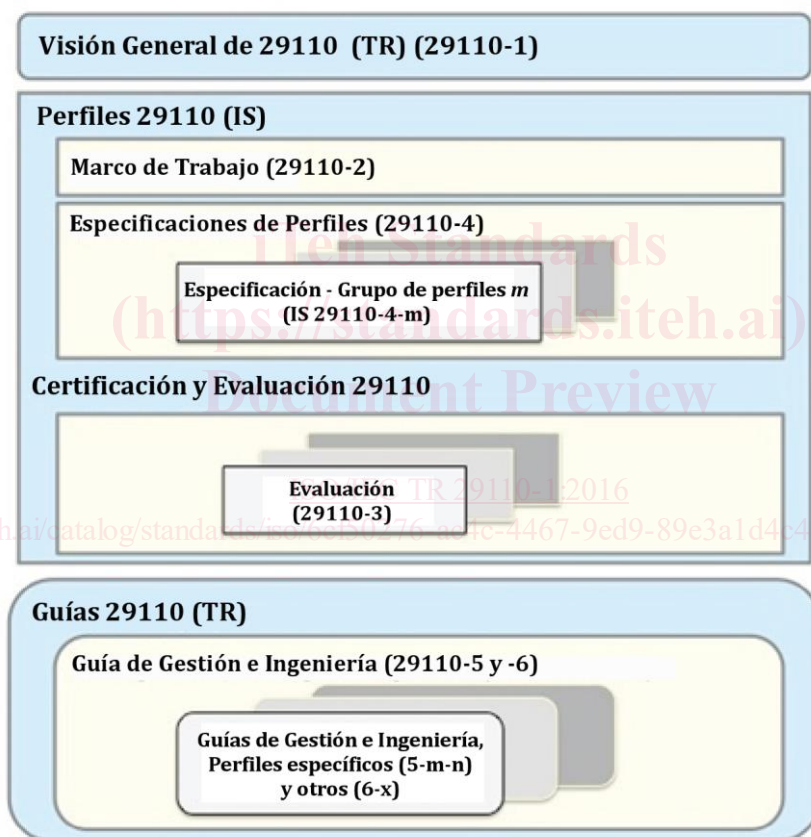 Visión General de 29110 (TR) (29110-1)
Perfiles 29110 (IS)
Marco de Trabajo (29110-2)
Especificaciones de Perfiles (29110-4)
iTeh Standards
Especificación - Grupo de perfiles m
(IS 29110-4-m)
(https://standards.iteh.ai)
Certificación y Evaluación 29110
Document Preview
Evaluación
TR 29110-1:2016
(29110-3)
Guías 29110 (TR)
Guía de Gestión e Ingeniería (29110-5 y -6)
Guías de Gestión e Ingeniería,
Perfiles específicos (5-m-n)
y otros (6-x)